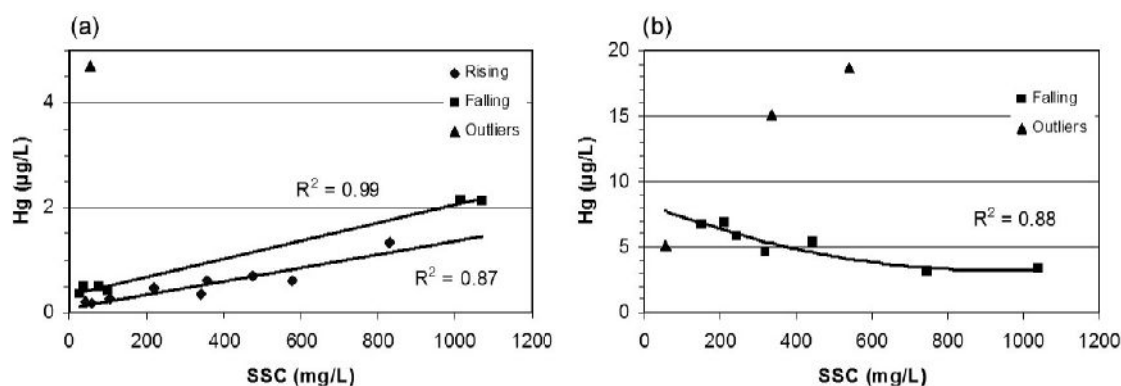 (a)
Hg (µg/L)
4
2
0
Rising
Falling
Outliers
R² = 0.99
R² = 0.87
0 200 400 600 800 1000 1200
SSC (mg/L)
(b)
Hg (µg/L)
20
15
10
5
0
Falling
Outliers
R² = 0.88
0 200 400 600 800 1000 1200
SSC (mg/L)